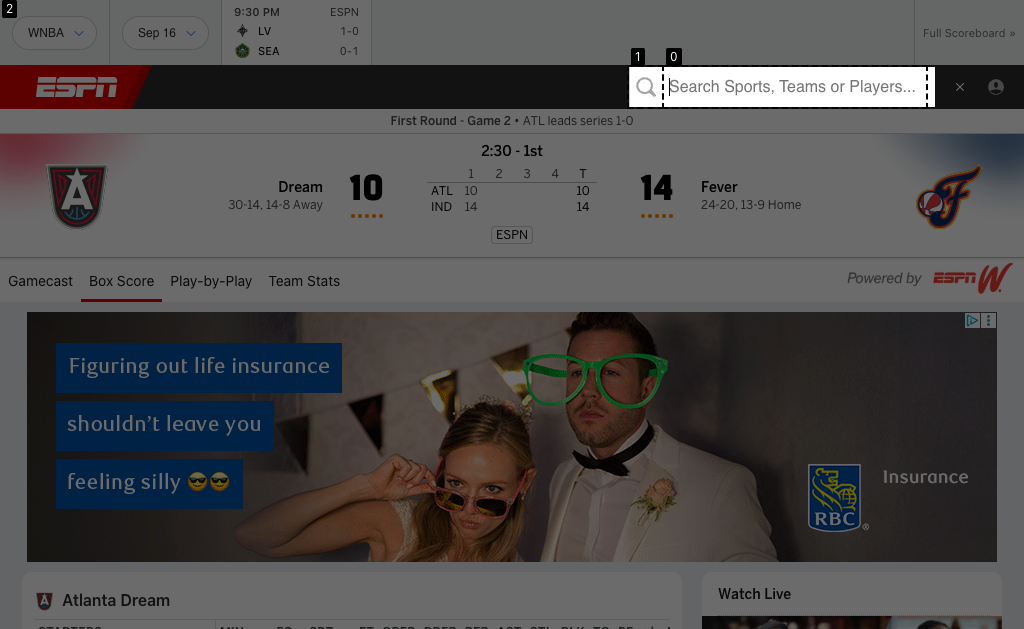 2
WNBA
Sep 16
9:30 PM ESPN
LV 1-0
SEA 0-1
Full Scoreboard »
1 0
ESPN
Search Sports, Teams or Players...
First Round - Game 2 • ATL leads series 1-0
2:30 - 1st
Dream
30-14, 14-8 Away
10
1 2 3 4 T
ATL 10 10
IND 14 14
14
Fever
24-20, 13-9 Home
ESPN
Gamecast Box Score Play-by-Play Team Stats
Powered by ESPN W
Figuring out life insurance
shouldn't leave you
feeling silly 😎😎
RBC
®
Insurance
Atlanta Dream
Watch Live